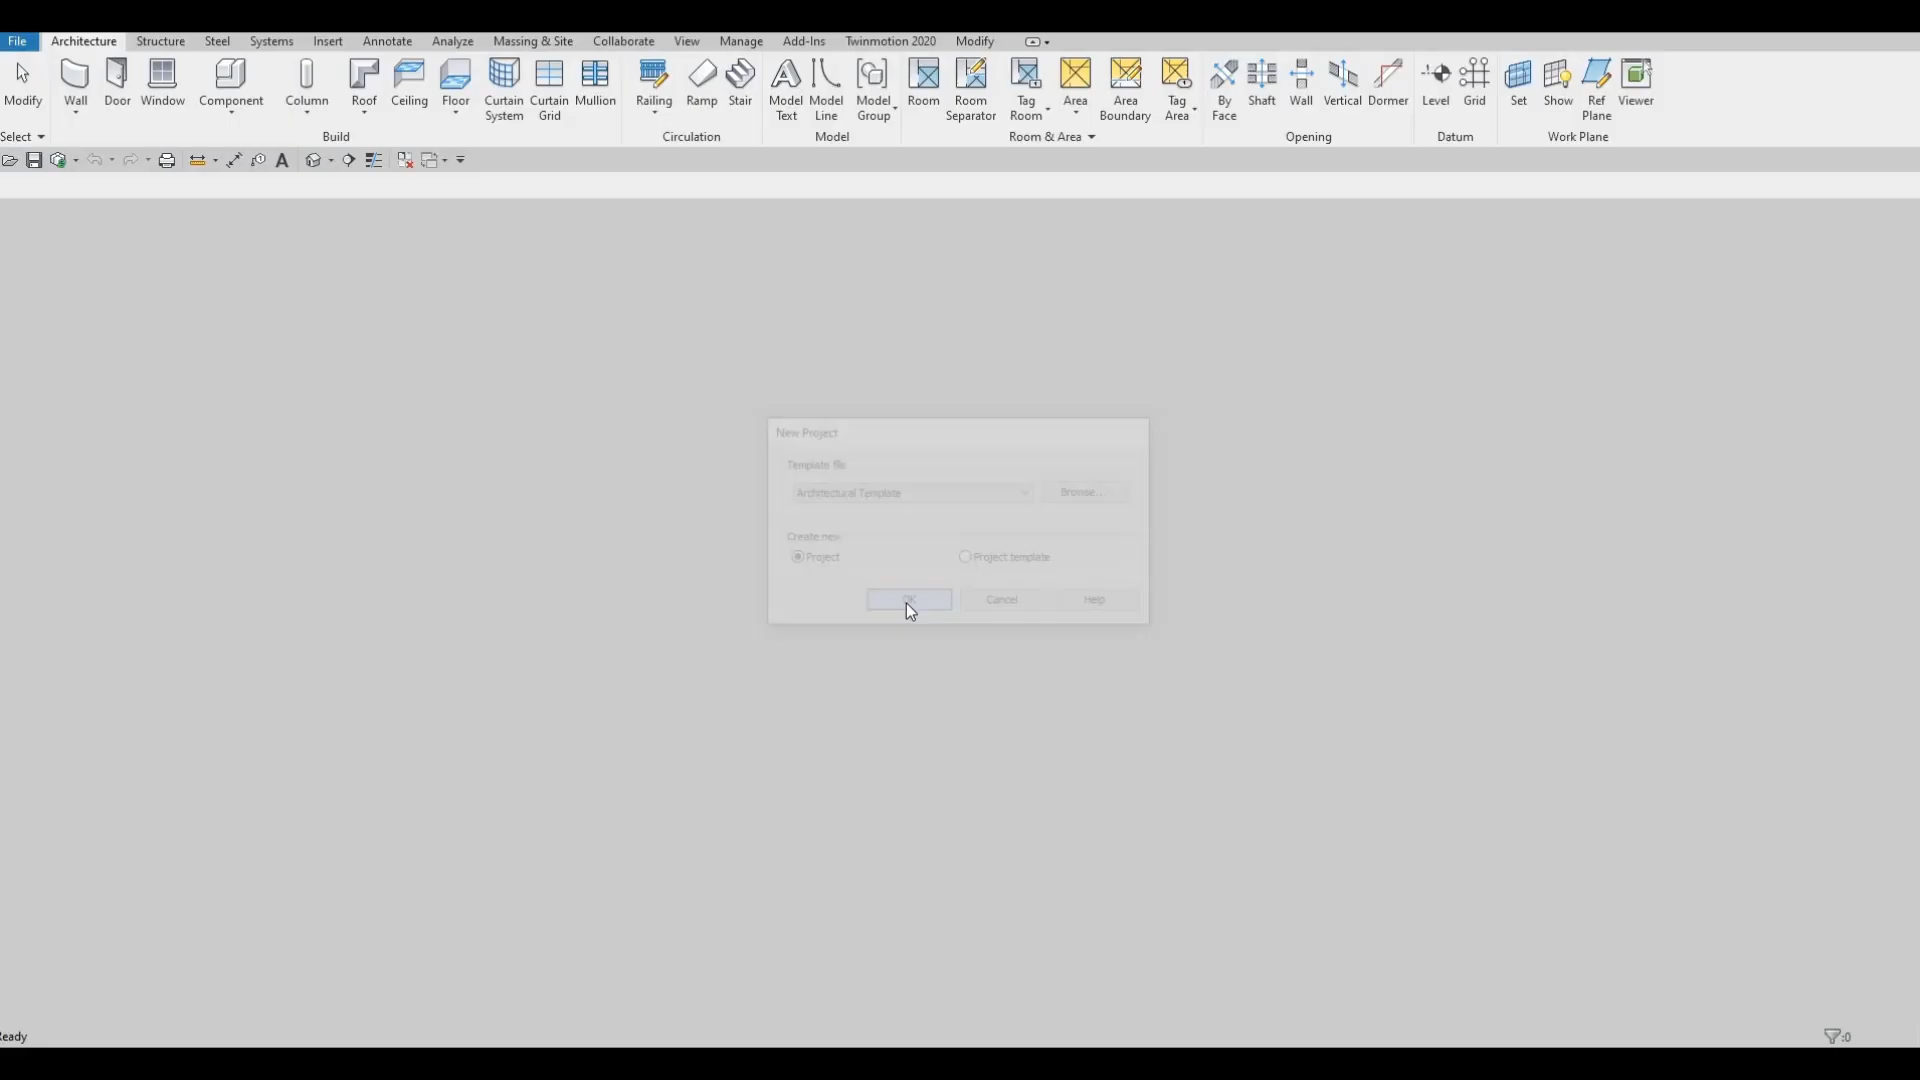 File Architecture Structure Steel Systems Insert Annotate Analyze Massing & Site Collaborate View Manage Add-Ins Twinmotion 2020 Modify
Modify Wall Door Window Component Column Roof Ceiling Floor Curtain System Curtain Grid Mullion Railing Ramp Stair Model Text Model Line Model Group Room Room Separator Tag Room Area Area Boundary Tag Area By Face Shaft Wall Vertical Dormer Level Grid Set Show Ref Plane Viewer
Select Build Circulation Model Room & Area Opening Datum Work Plane
New Project
Template file
Architectural Template Browse...
Create new
Project Project template
OK Cancel Help
eady :0